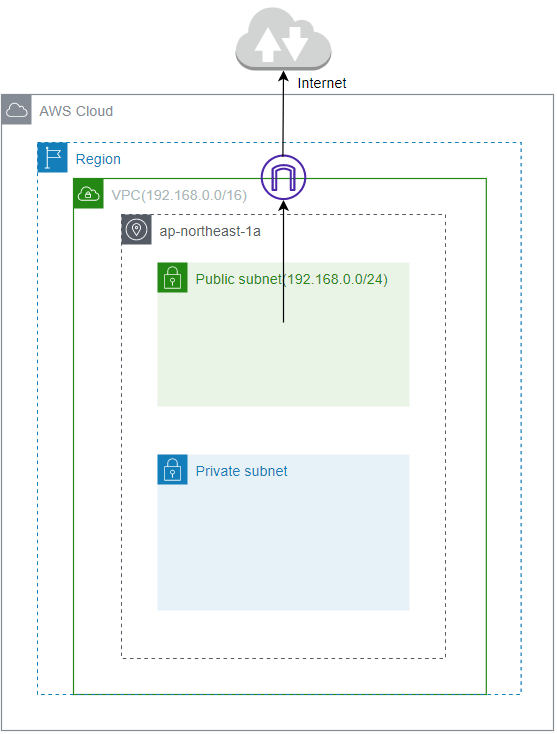 Internet
AWS Cloud
Region
VPC(192.168.0.0/16)
ap-northeast-1a
Public subnet(192.168.0.0/24)
Private subnet